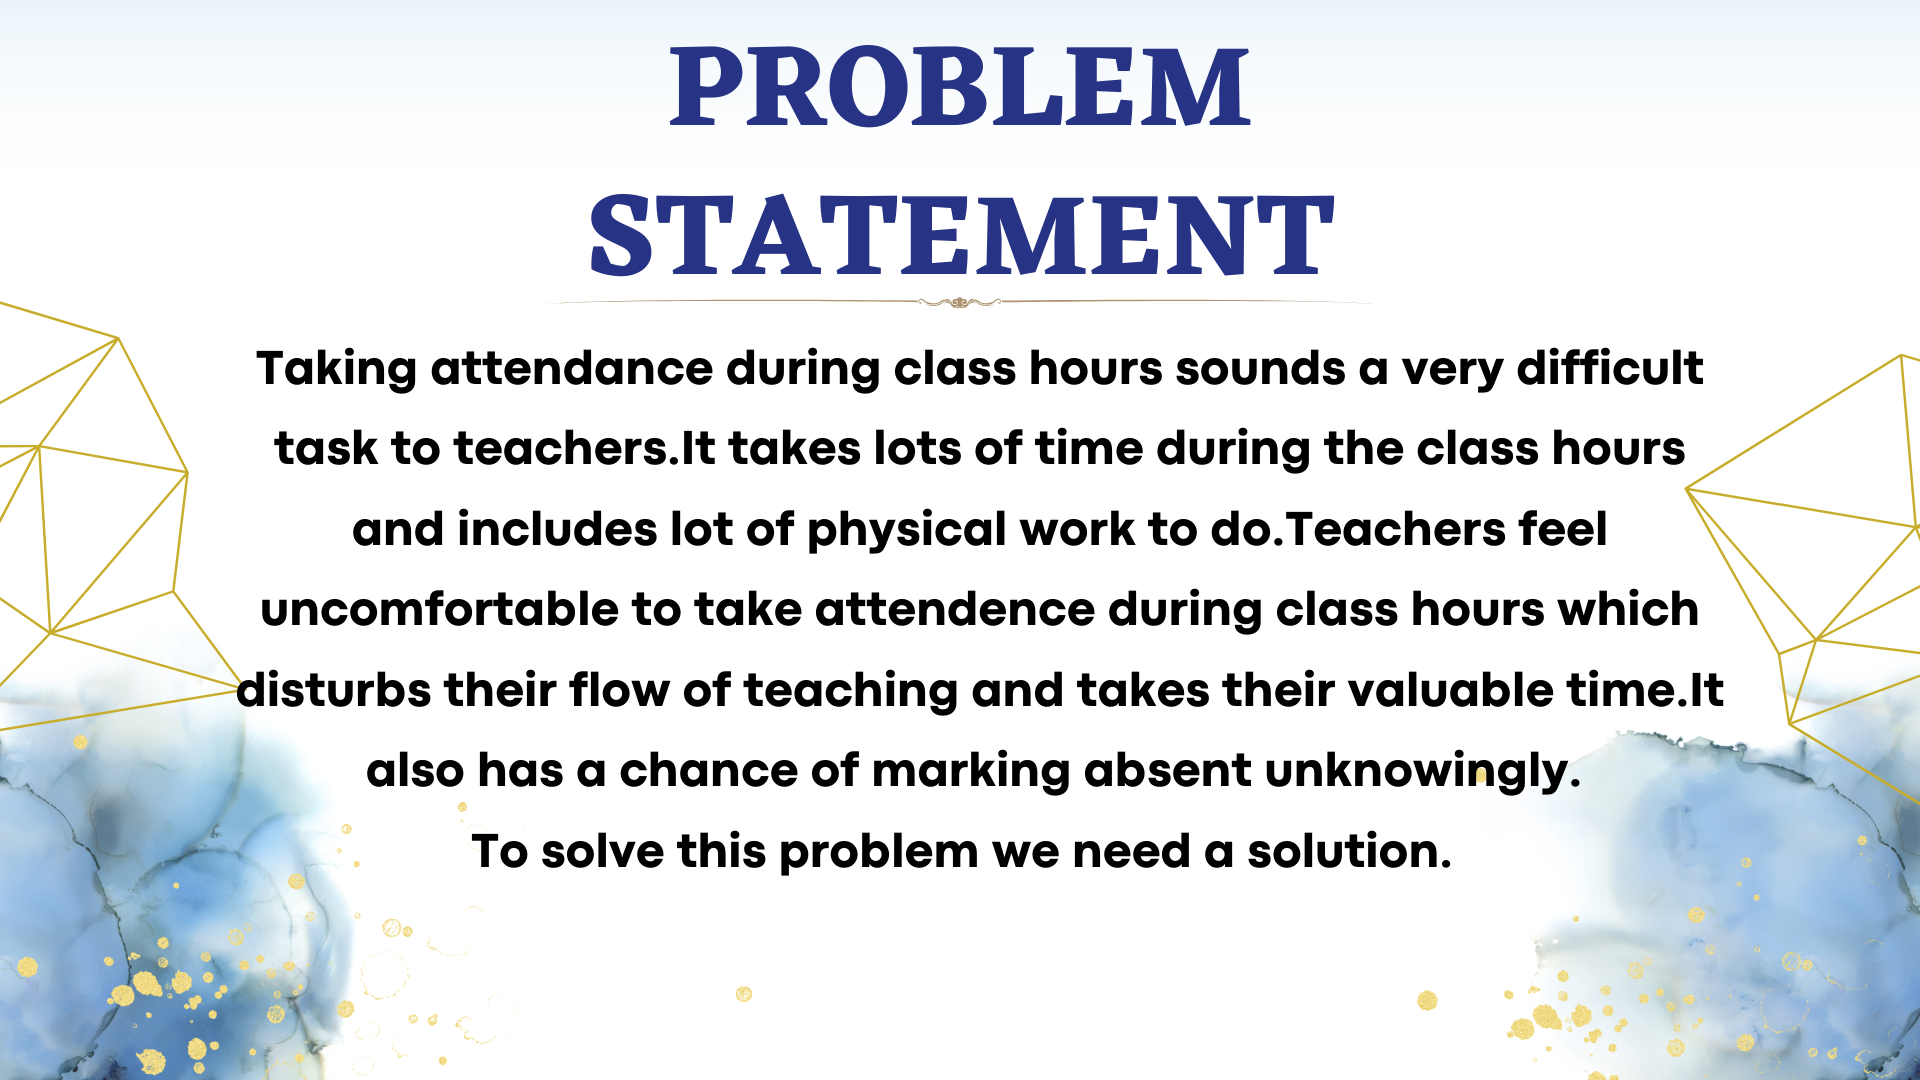 PROBLEM
STATEMENT
Taking attendance during class hours sounds a very difficult
task to teachers.It takes lots of time during the class hours
and includes lot of physical work to do.Teachers feel
uncomfortable to take attendence during class hours which
disturbs their flow of teaching and takes their valuable time.It
also has a chance of marking absent unknowingly.
To solve this problem we need a solution.